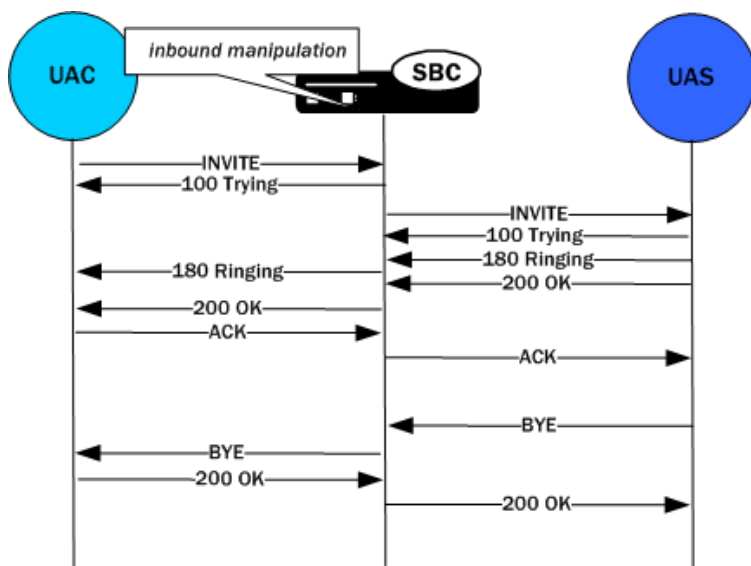 inbound manipulation
UAC
SBC
UAS
INVITE
100 Trying
INVITE
100 Trying
180 Ringing
180 Ringing
200 OK
200 OK
ACK
ACK
BYE
BYE
200 OK
200 OK